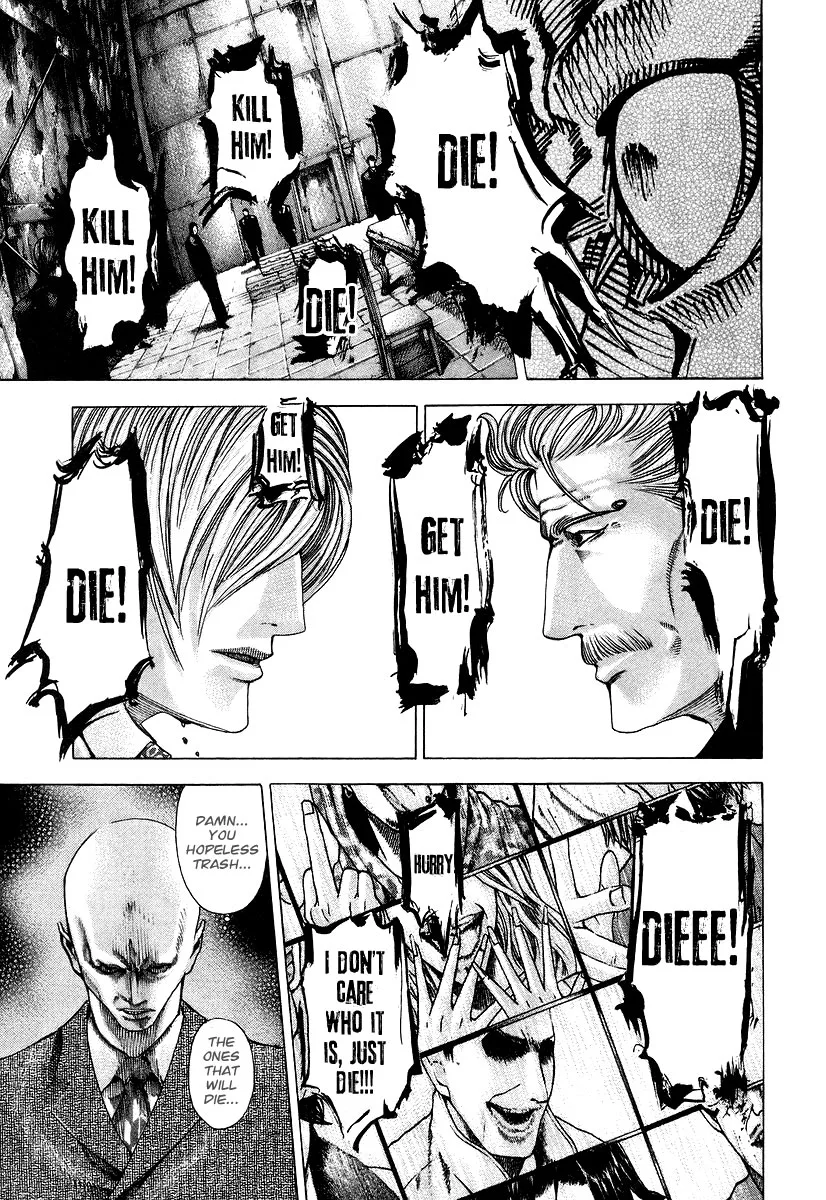 DIE!
KILL
HIM!
KILL
HIM!
DIE!
DIE!
GET
HIM!
GET
HIM!
DIE!
DIEEE!
HURRY
I DON'T
CARE
WHO IT
IS, JUST
DIE!!!
DAMN...
YOU
HOPELESS
TRASH...
THE
ONES
THAT
WILL
DIE...